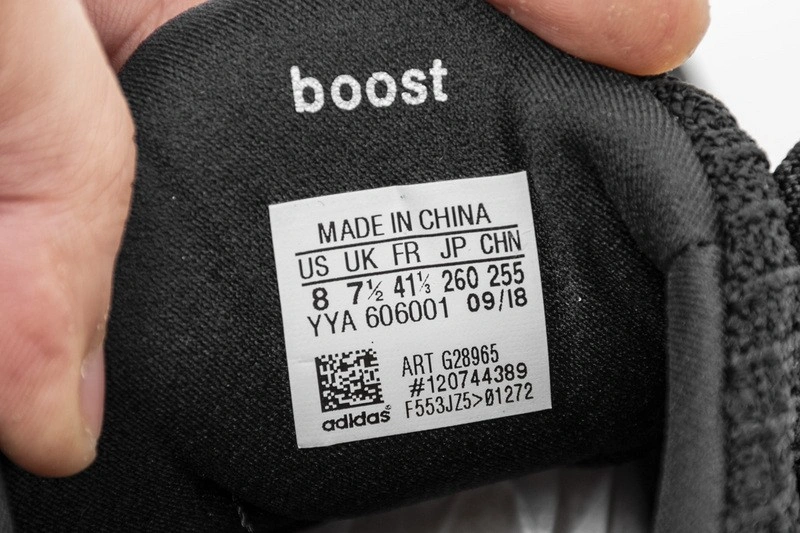 boost
MADE IN CHINA
US UK FR JP CHN
8 7½ 41⅓ 260 255
YYA 606001 09/18
ART G28965
#120744389
F553JZ5>01272
adidas®